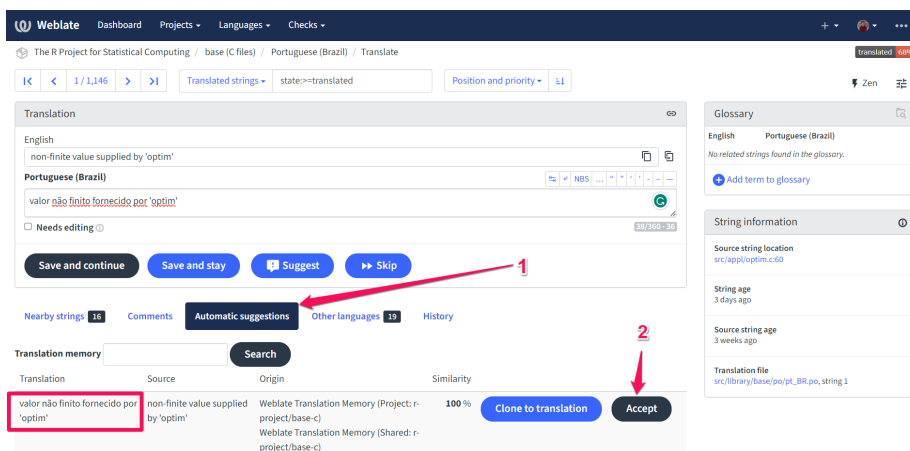 Weblate Dashboard Projects Languages Checks
The R Project for Statistical Computing / base (C files) / Portuguese (Brazil) / Translate
translated 68%
1 / 1,146 Translated strings state:>=translated Position and priority
Zen
Translation
English
non-finite value supplied by 'optim'
Portuguese (Brazil)
NBS … “ ” ‘ ’ - – —
valor não finito fornecido por 'optim'
Needs editing
38/360 · 36
Save and continue Save and stay Suggest Skip
1
Nearby strings 16 Comments Automatic suggestions Other languages 19 History
2
Translation memory Search
Translation Source Origin Similarity
valor não finito fornecido por non-finite value supplied Weblate Translation Memory (Project: r- 100 % Clone to translation Accept
'optim' by 'optim' project/base-c)
Weblate Translation Memory (Shared: r-
project/base-c)
Glossary
English Portuguese (Brazil)
No related strings found in the glossary.
Add term to glossary
String information
Source string location
src/appl/optim.c:60
String age
3 days ago
Source string age
3 weeks ago
Translation file
src/library/base/po/pt_BR.po, string 1